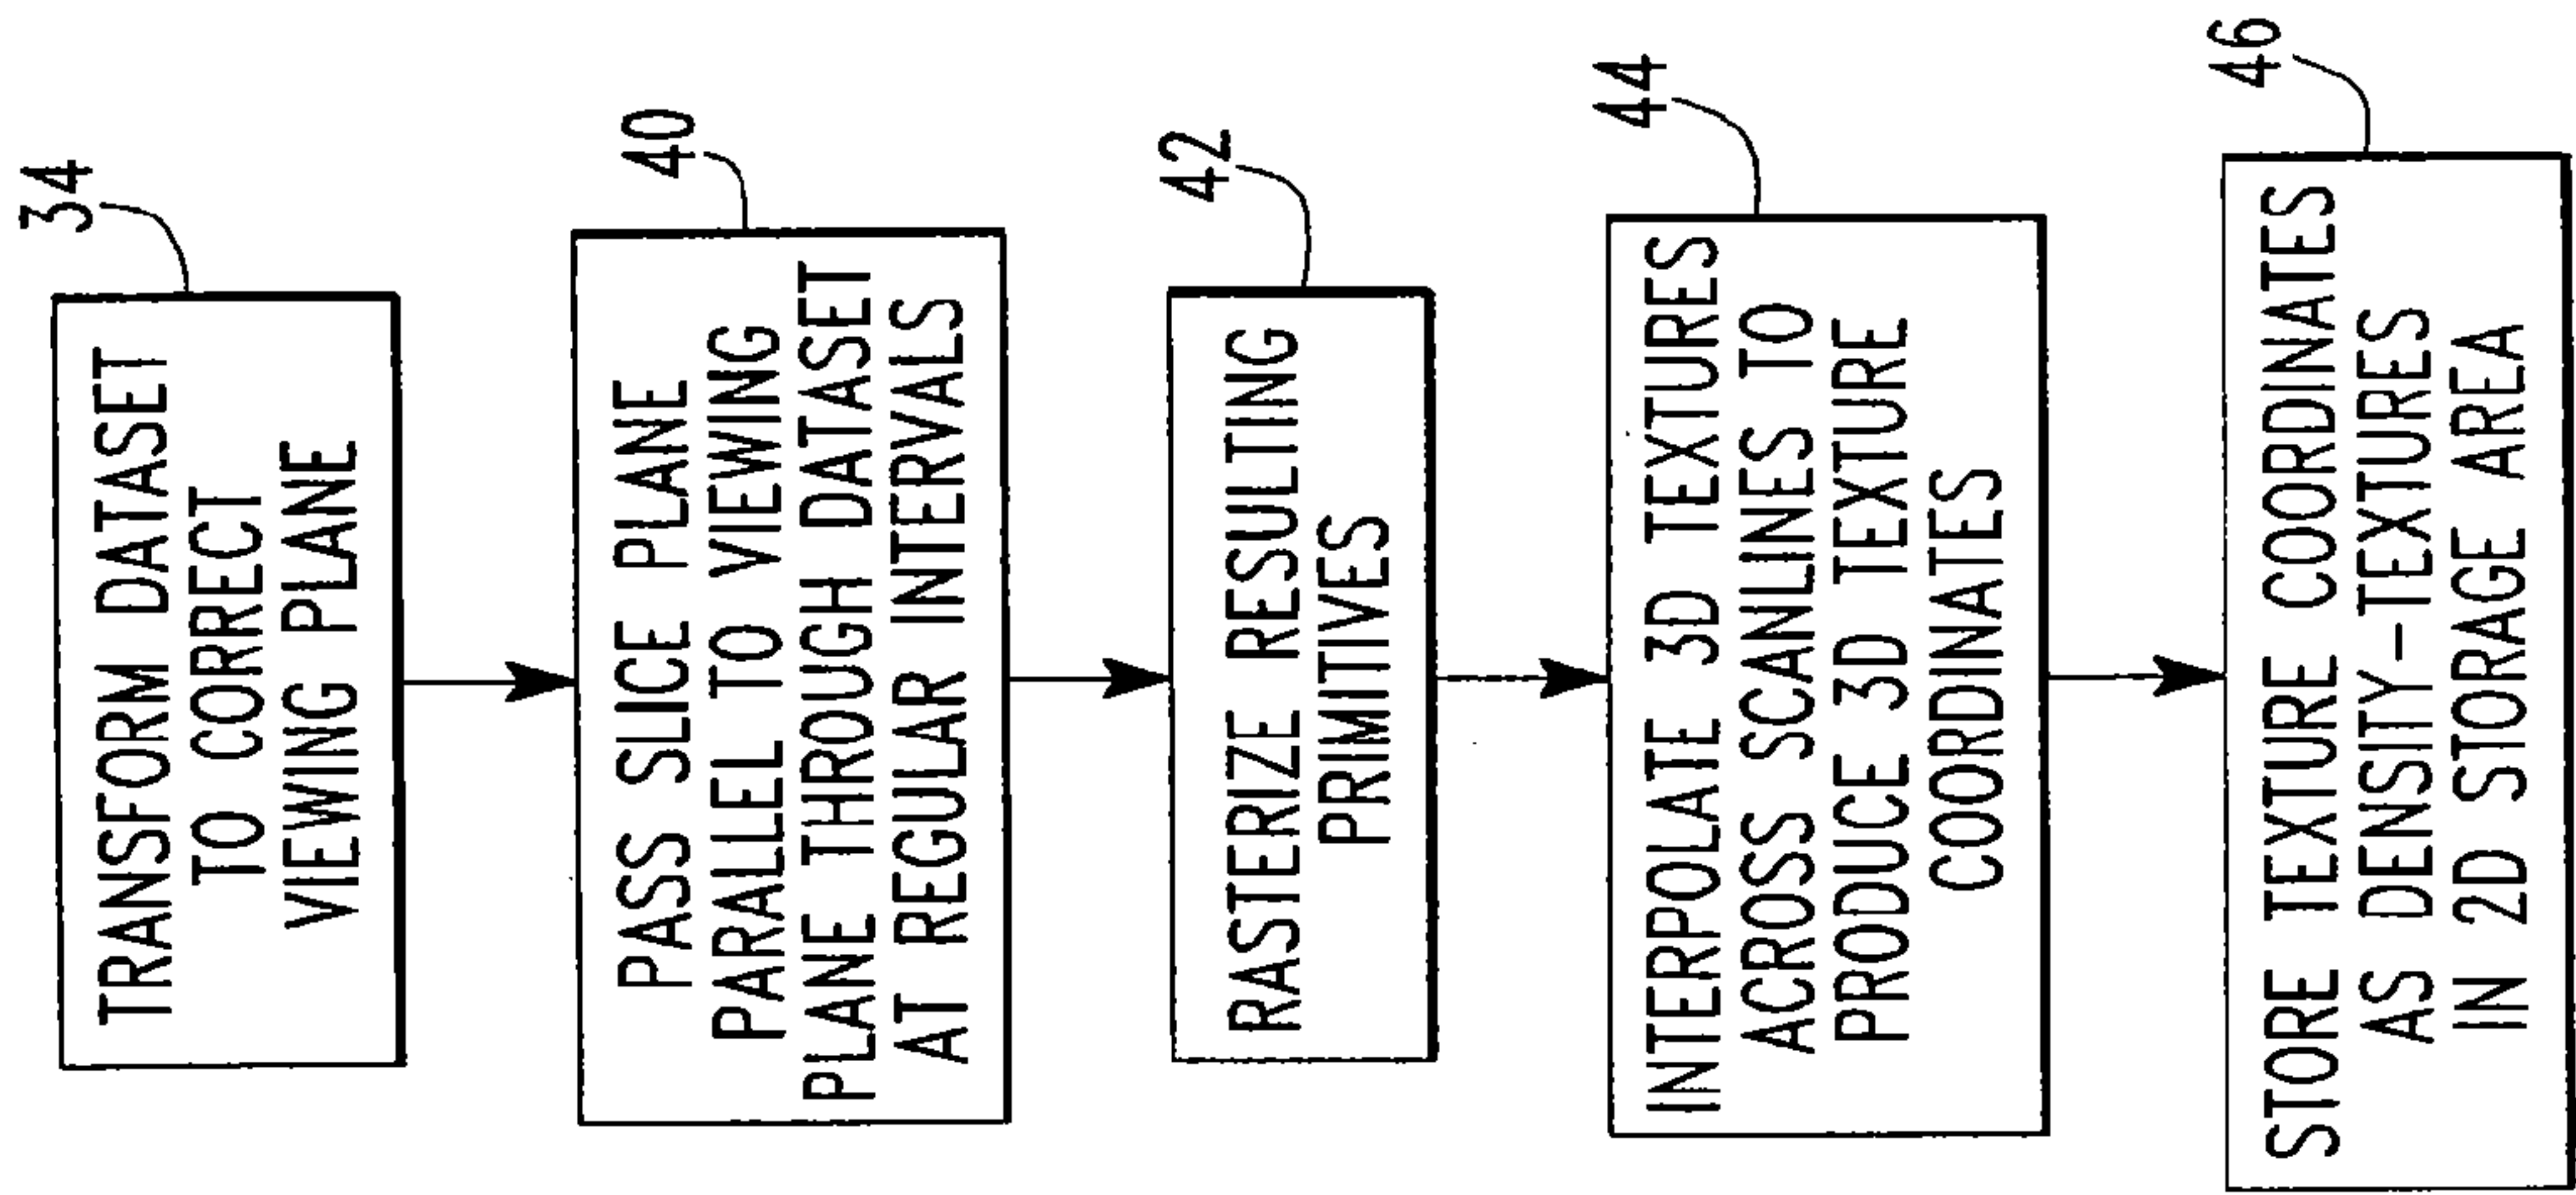 34
TRANSFORM DATASET
TO CORRECT
VIEWING PLANE
40
PASS SLICE PLANE
PARALLEL TO VIEWING
PLANE THROUGH DATASET
AT REGULAR INTERVALS
42
RASTERIZE RESULTING
PRIMITIVES
44
INTERPOLATE 3D TEXTURES
ACROSS SCANLINES TO
PRODUCE 3D TEXTURE
COORDINATES
46
STORE TEXTURE COORDINATES
AS DENSITY-TEXTURES
IN 2D STORAGE AREA